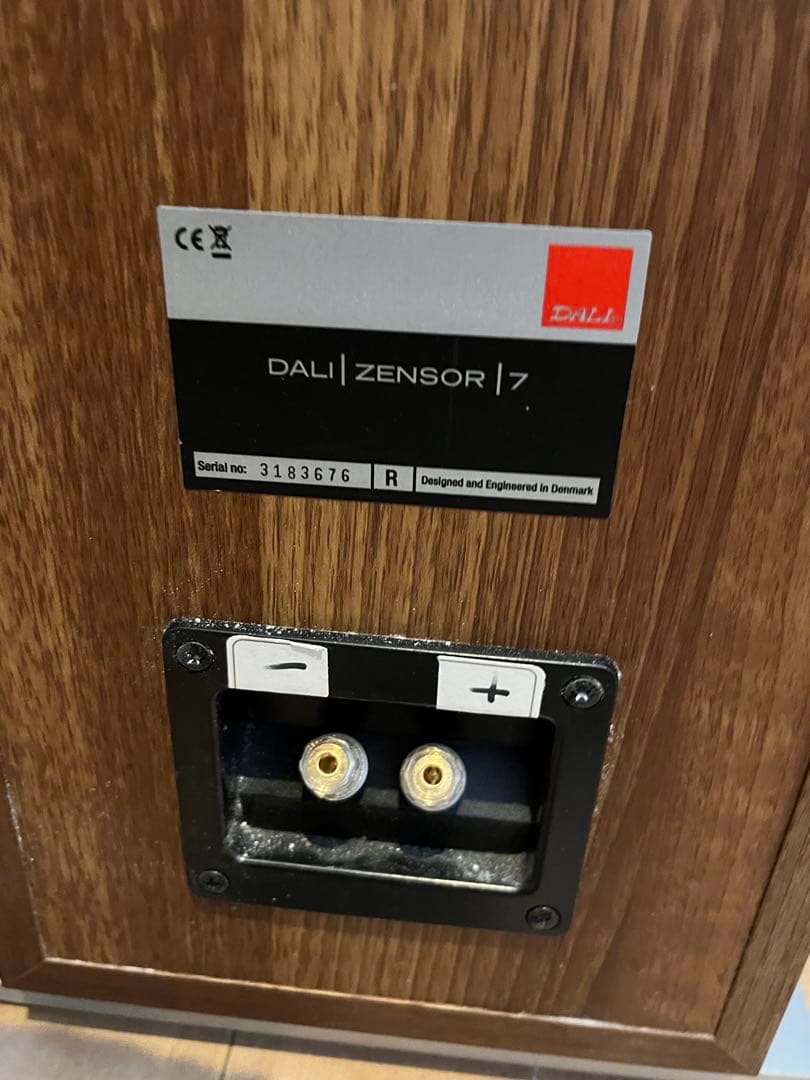 CE
DALI
DALI | ZENSOR | 7
Serial no: 3183676 R Designed and Engineered in Denmark
- +